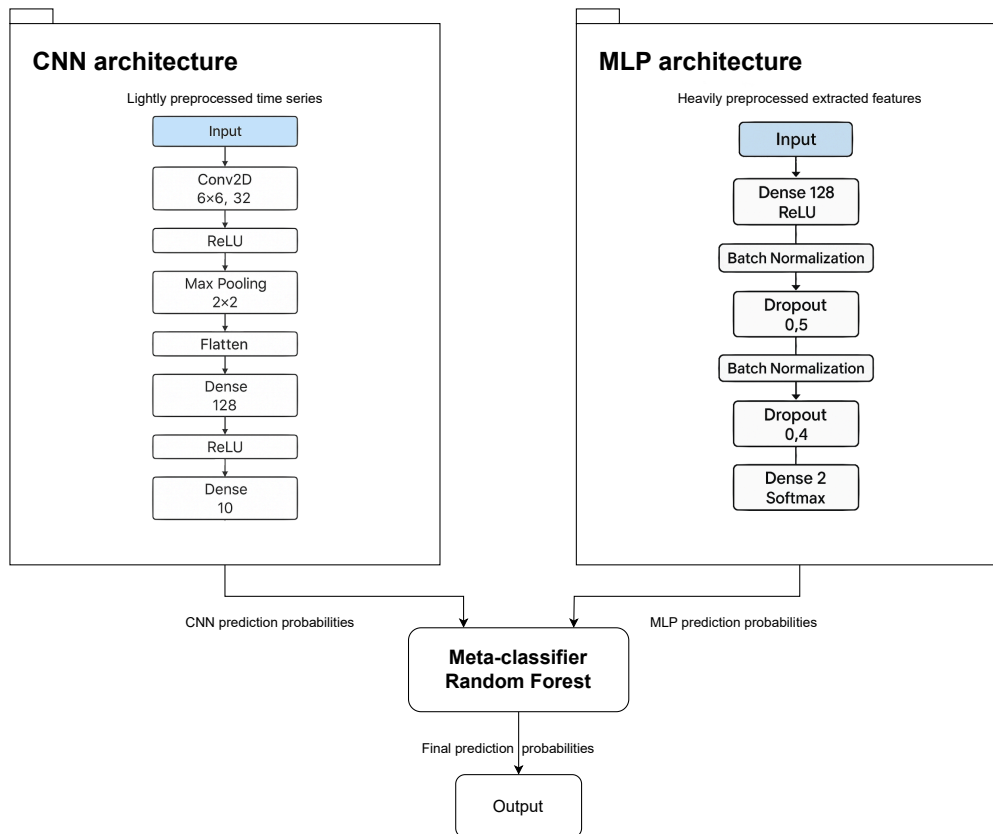 CNN architecture
Lightly preprocessed time series
Input
Conv2D
6×6, 32
ReLU
Max Pooling
2×2
Flatten
Dense
128
ReLU
Dense
10
MLP architecture
Heavily preprocessed extracted features
Input
Dense 128
ReLU
Batch Normalization
Dropout
0,5
Batch Normalization
Dropout
0,4
Dense 2
Softmax
CNN prediction probabilities
MLP prediction probabilities
Meta-classifier
Random Forest
Final prediction probabilities
Output